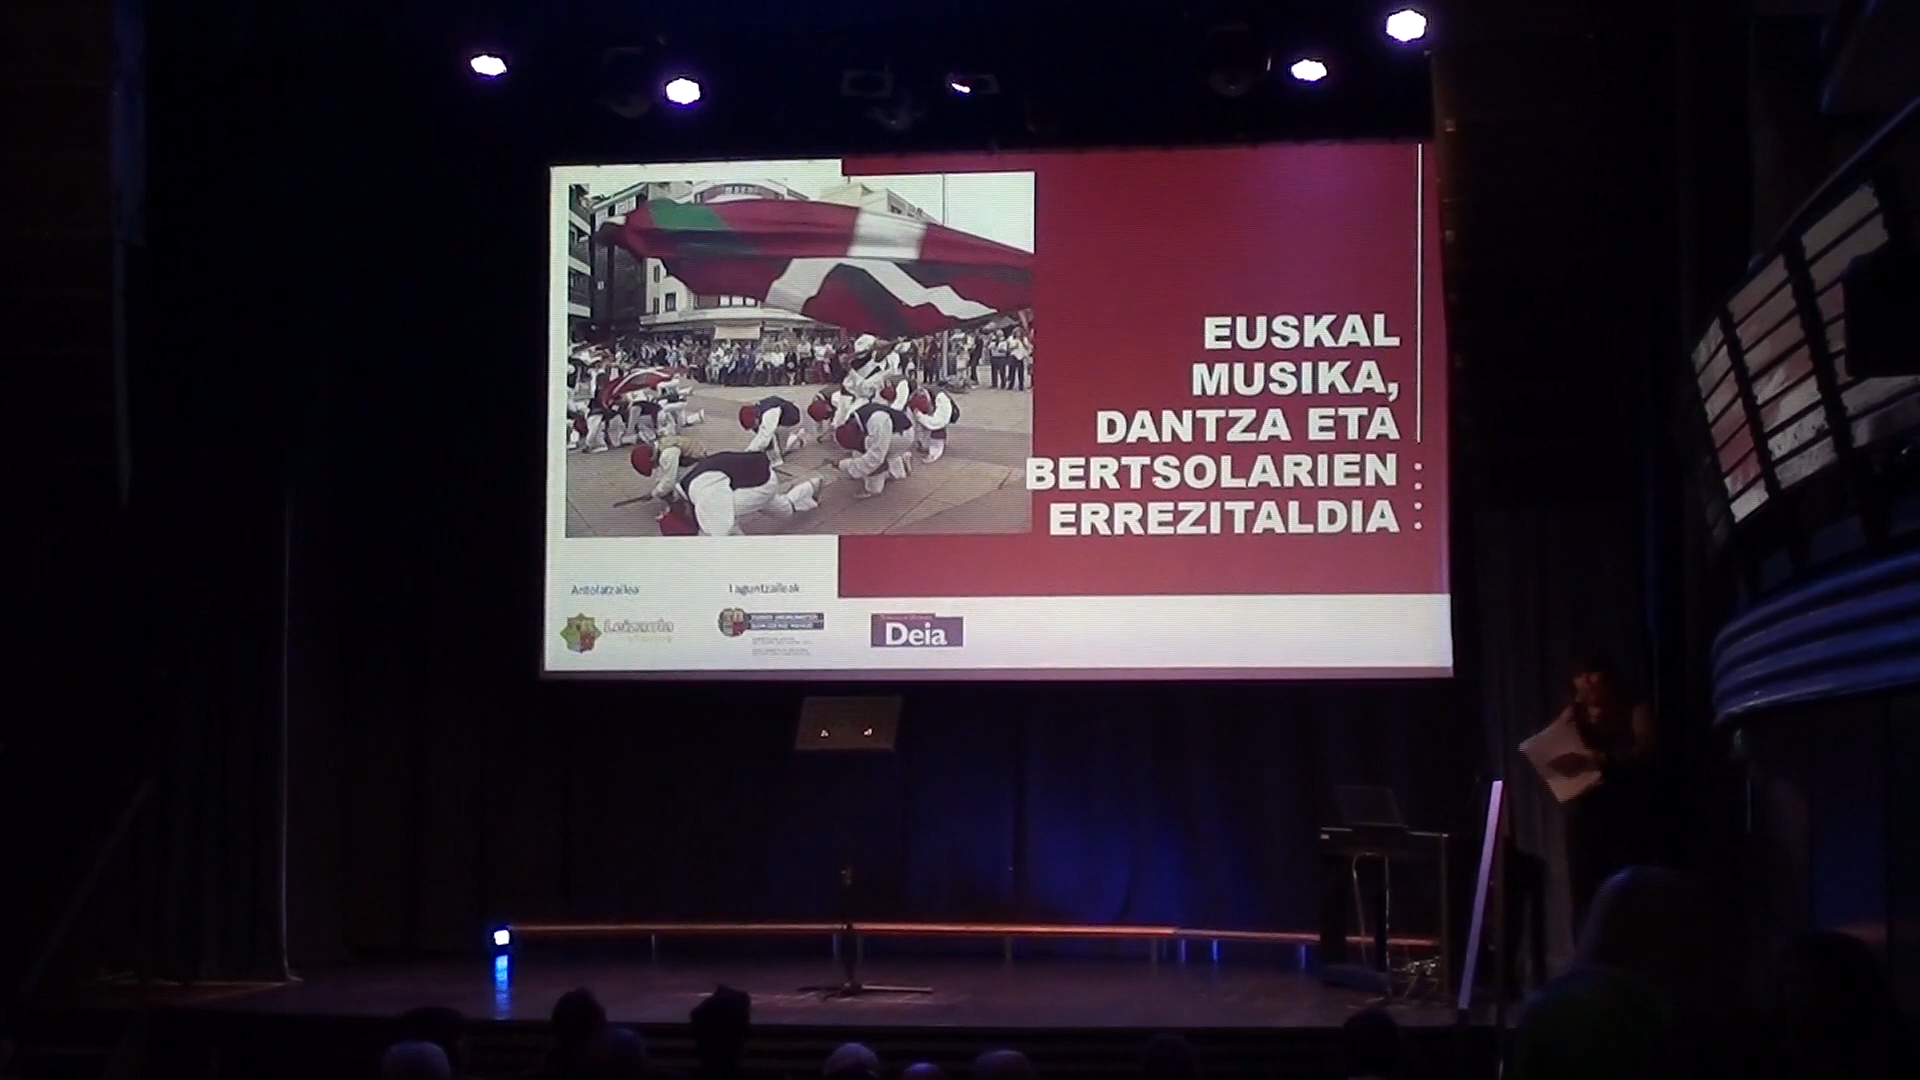 EUSKAL
MUSIKA,
DANTZA ETA
BERTSOLARIEN
ERREZITALDIA
Antolatzailea
Laguntzaileak
Deia